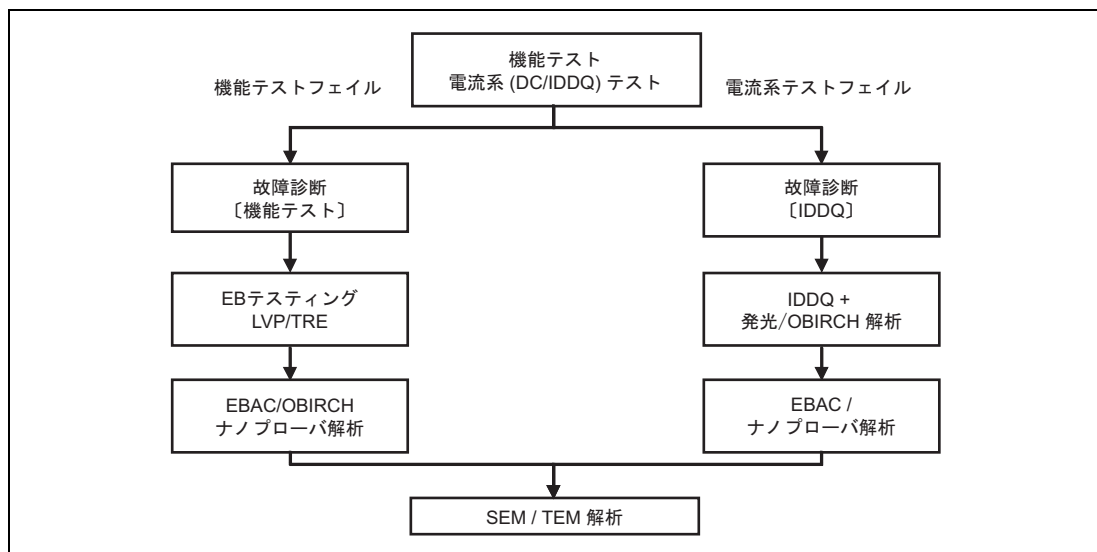 機能テスト
電流系 (DC/IDDQ) テスト
機能テストフェイル
電流系テストフェイル
故障診断
〔機能テスト〕
故障診断
〔IDDQ〕
EBテスティング
LVP/TRE
IDDQ +
発光/OBIRCH 解析
EBAC/OBIRCH
ナノプローバ解析
EBAC /
ナノプローバ解析
SEM / TEM 解析